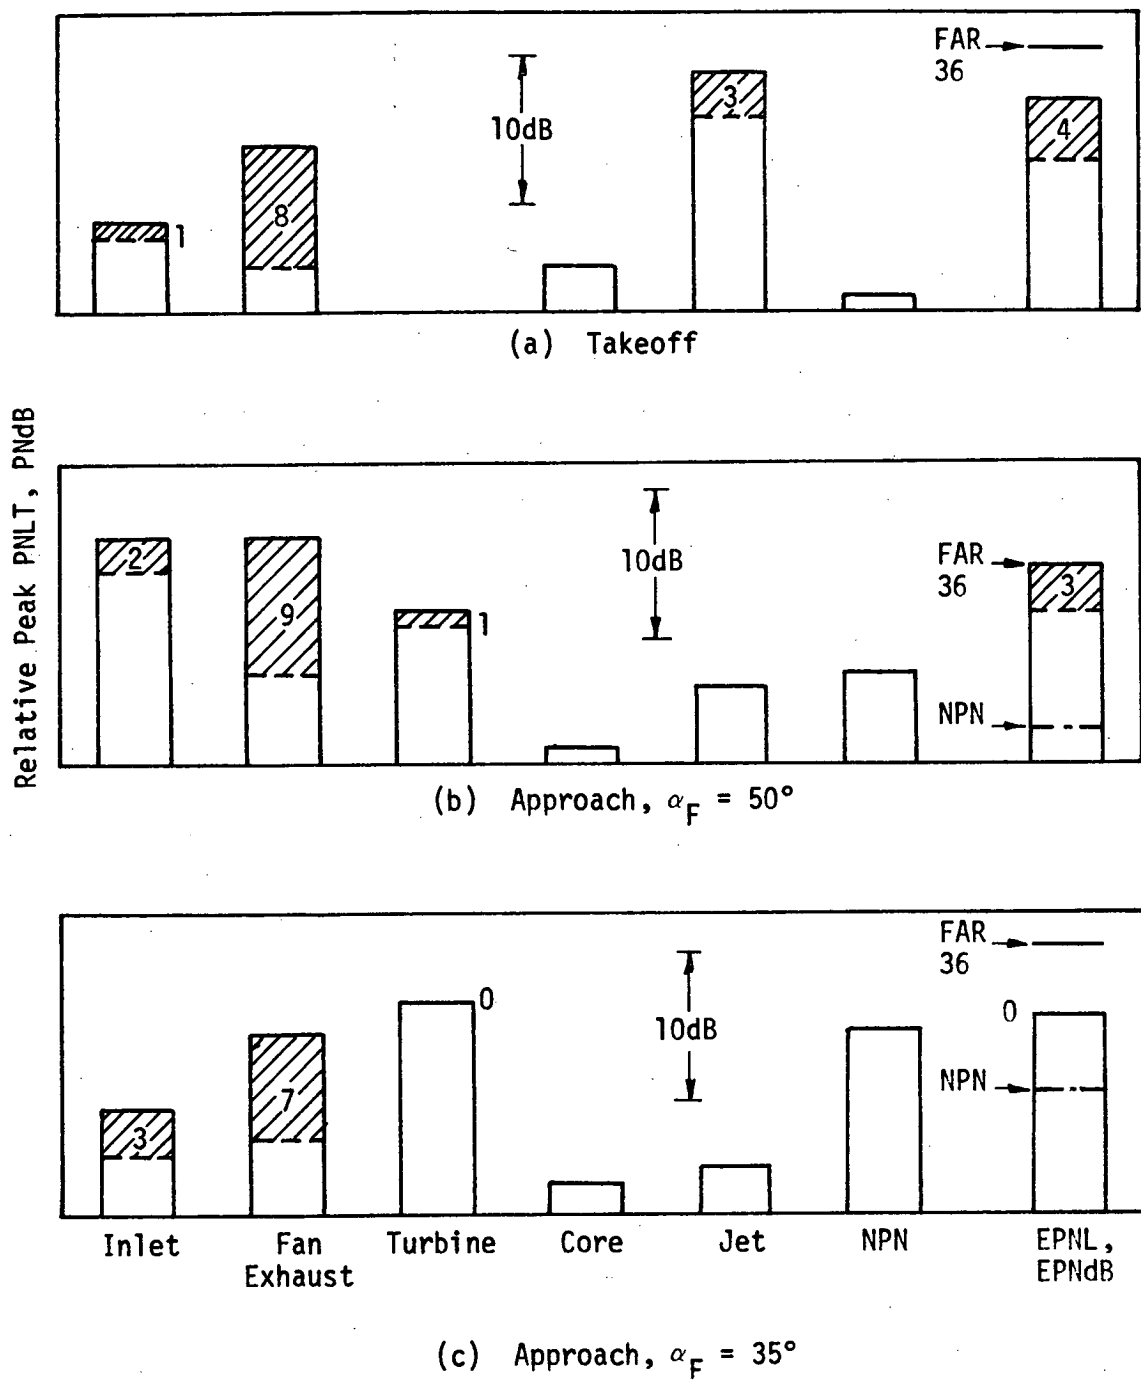 Relative Peak PNLT, PNdB
FAR
36
10dB
3
4
8
1
(a) Takeoff
10dB
2
FAR
36
3
9
1
NPN
(b) Approach, αF = 50°
FAR
36
0
10dB
0
7
NPN
3
Inlet
Fan
Exhaust
Turbine
Core
Jet
NPN
EPNL,
EPNdB
(c) Approach, αF = 35°